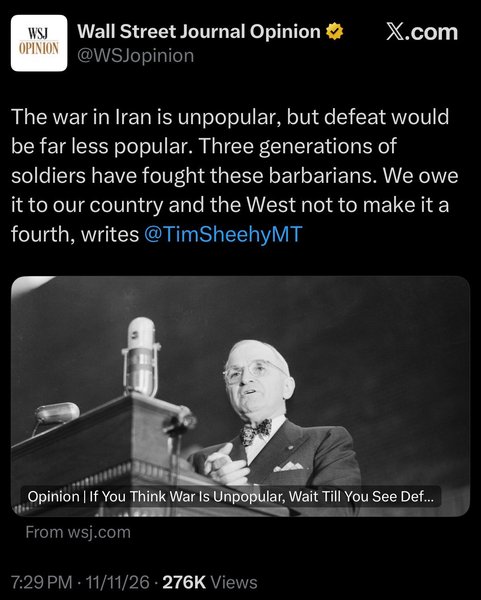 WSJ
OPINION
Wall Street Journal Opinion
@WSJopinion
X.com
The war in Iran is unpopular, but defeat would
be far less popular. Three generations of
soldiers have fought these barbarians. We owe
it to our country and the West not to make it a
fourth, writes @TimSheehyMT
Opinion | If You Think War Is Unpopular, Wait Till You See Def...
From wsj.com
7:29 PM · 11/11/26 · 276K Views